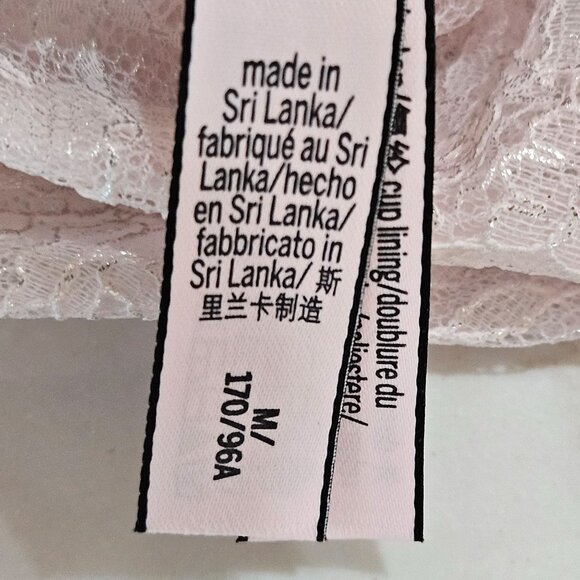 made in
Sri Lanka/
fabriqué au Sri
Lanka/hecho
en Sri Lanka/
fabbricato in
Sri Lanka/ 斯
里兰卡制造
M/
170/96A
cup lining/doublure du